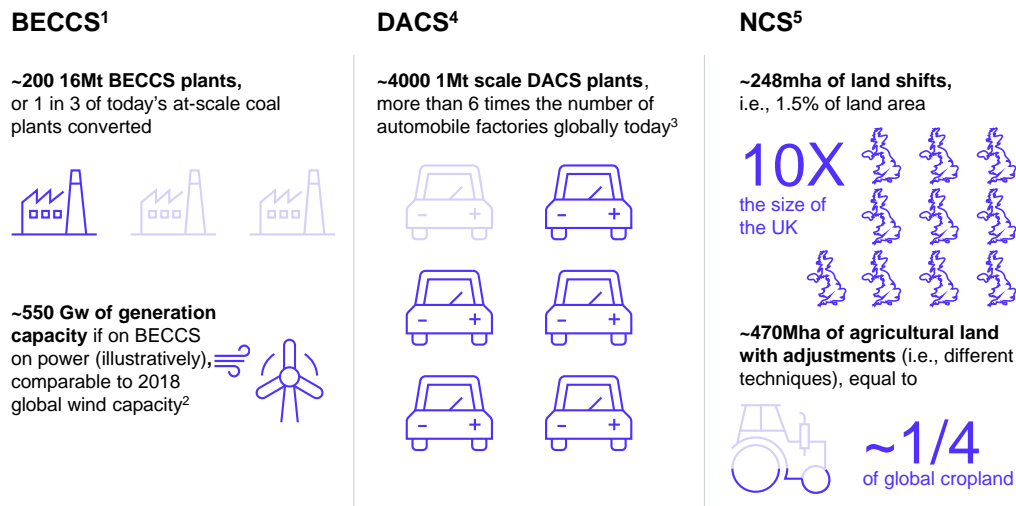 BECCS¹
~200 16Mt BECCS plants,
or 1 in 3 of today's at-scale coal
plants converted
~550 Gw of generation
capacity if on BECCS
on power (illustratively),
comparable to 2018
global wind capacity²
DACS⁴
~4000 1Mt scale DACS plants,
more than 6 times the number of
automobile factories globally today³
NCS⁵
~248mha of land shifts,
i.e., 1.5% of land area
10X
the size of
the UK
~470Mha of agricultural land
with adjustments (i.e., different
techniques), equal to
~1/4
of global cropland